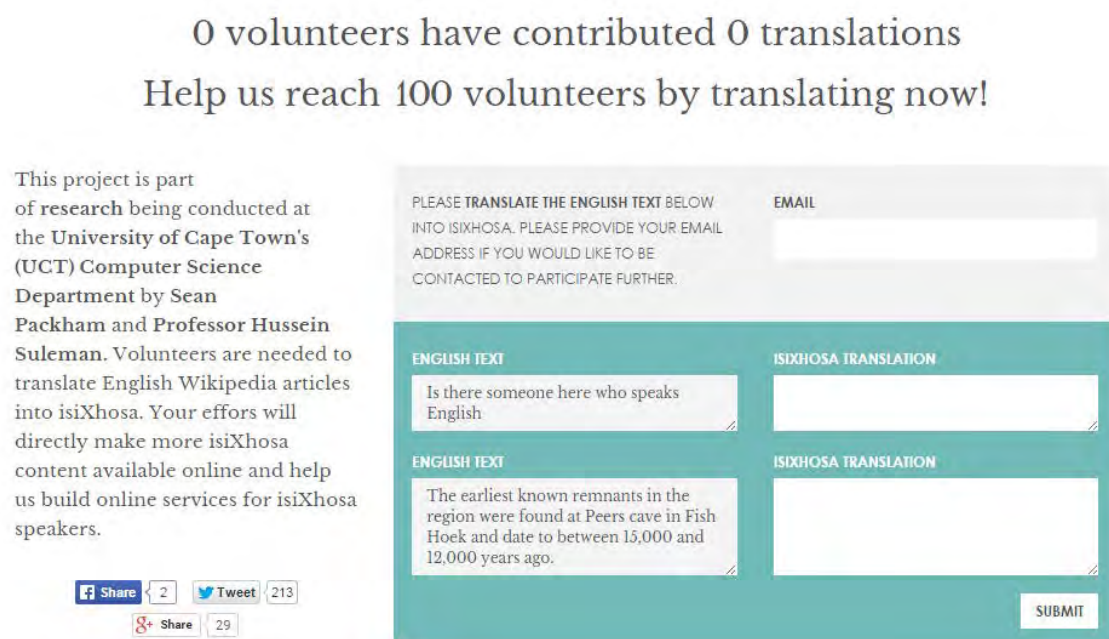 0 volunteers have contributed 0 translations
Help us reach 100 volunteers by translating now!
This project is part
of research being conducted at
the University of Cape Town's
(UCT) Computer Science
Department by Sean
Packham and Professor Hussein
Suleman. Volunteers are needed to
translate English Wikipedia articles
into isiXhosa. Your effors will
directly make more isiXhosa
content available online and help
us build online services for isiXhosa
speakers.
Share 2 Tweet 213
Share 29
PLEASE TRANSLATE THE ENGLISH TEXT BELOW
INTO ISIXHOSA. PLEASE PROVIDE YOUR EMAIL
ADDRESS IF YOU WOULD LIKE TO BE
CONTACTED TO PARTICIPATE FURTHER.
EMAIL
ENGLISH TEXT
Is there someone here who speaks
English
ISIXHOSA TRANSLATION
ENGLISH TEXT
The earliest known remnants in the
region were found at Peers cave in Fish
Hoek and date to between 15,000 and
12,000 years ago.
ISIXHOSA TRANSLATION
SUBMIT